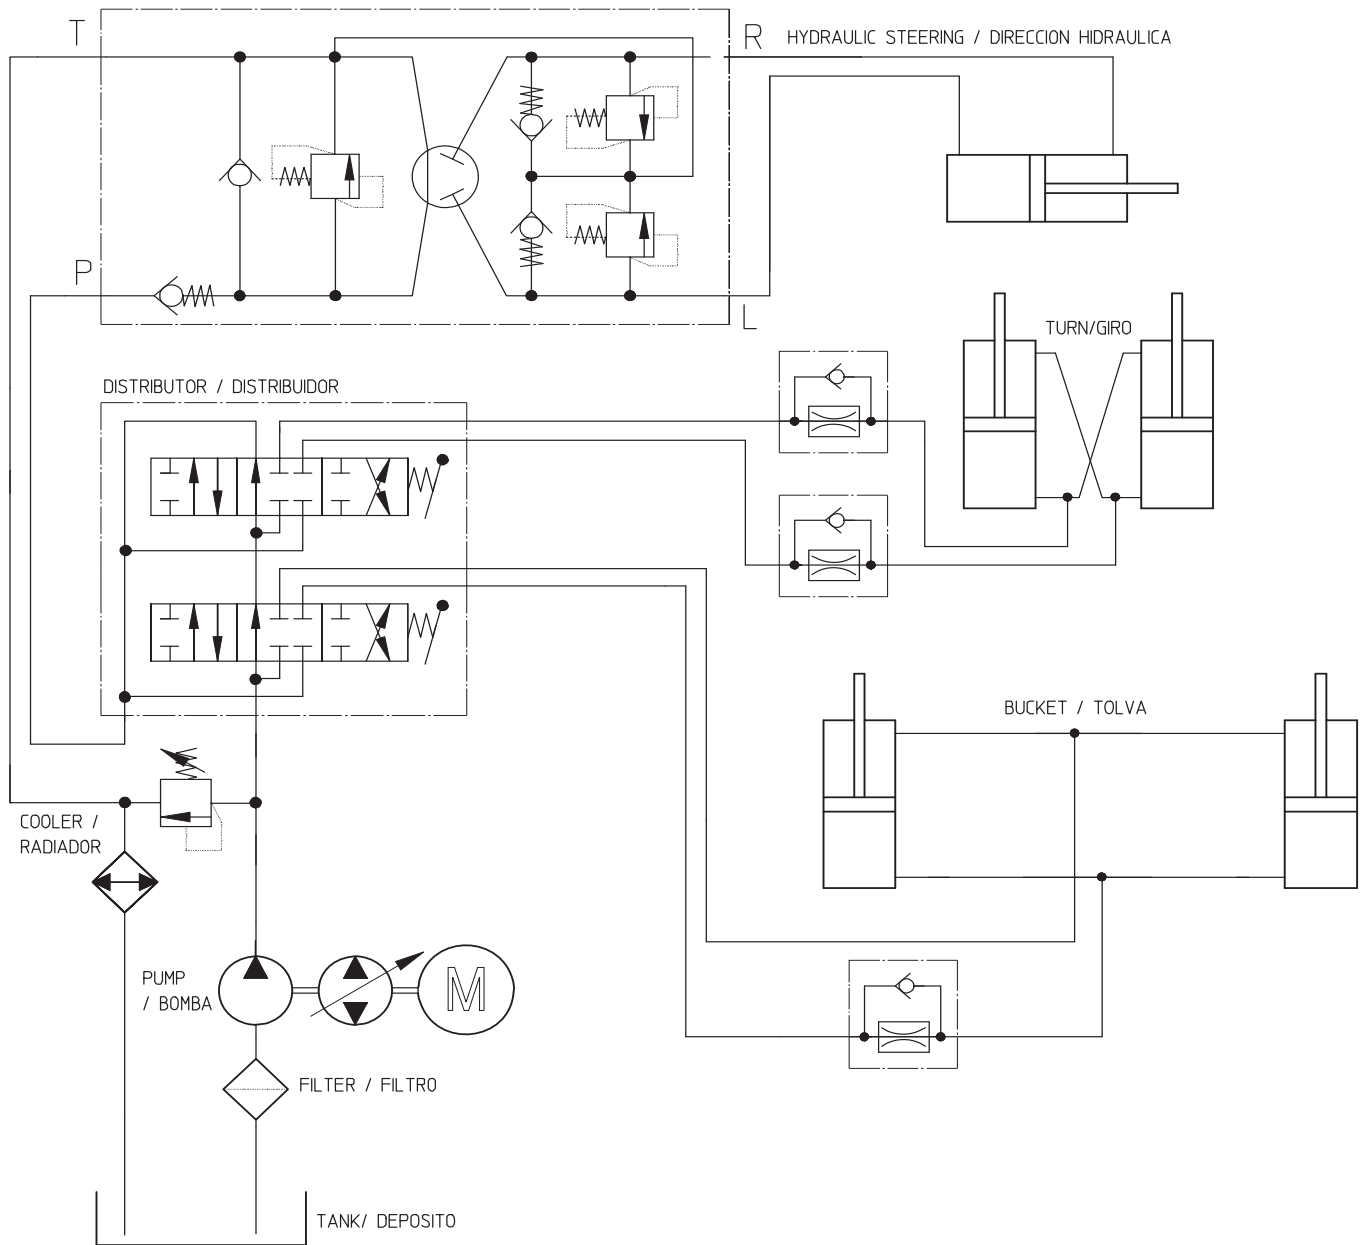 T
R
HYDRAULIC STEERING / DIRECCION HIDRAULICA
P
L
TURN/GIRO
DISTRIBUTOR / DISTRIBUIDOR
BUCKET / TOLVA
COOLER /
RADIADOR
PUMP
/ BOMBA
M
FILTER / FILTRO
TANK/ DEPOSITO